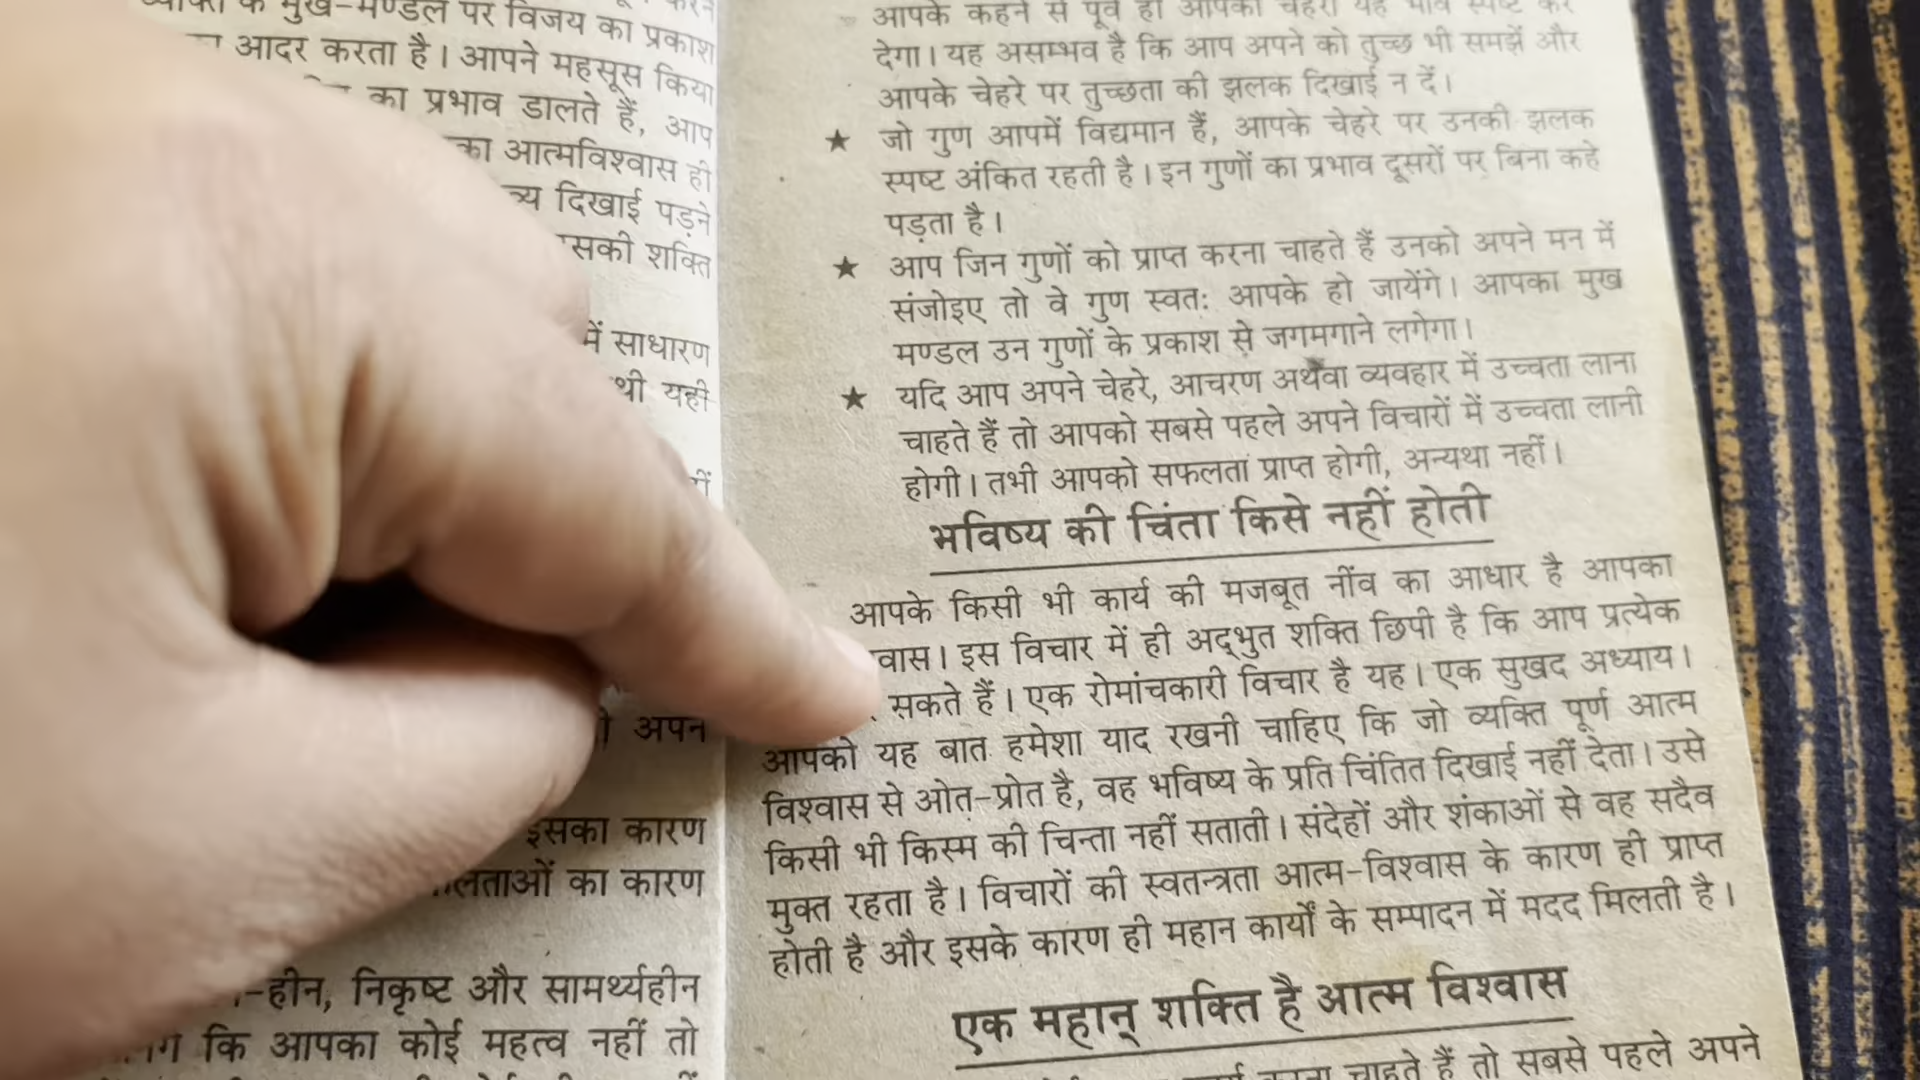 के मुख-मण्डल पर विजय का प्रकाश
आदर करता है। आपने महसूस किया
का प्रभाव डालते हैं, आप
का आत्मविश्वास ही
दिखाई पड़ने
शक्ति
में साधारण
थी यही
अपने
इसका कारण
का कारण
निकृष्ट और सामर्थ्यहीन
कि आपका कोई महत्व नहीं तो
आपके कहने से पूर्व ही आपका चेहरा यह भाव स्पष्ट कर
देगा। यह असम्भव है कि आप अपने को तुच्छ भी समझें और
आपके चेहरे पर तुच्छता की झलक दिखाई न दें।
★ जो गुण आपमें विद्यमान हैं, आपके चेहरे पर उनकी झलक
स्पष्ट अंकित रहती है। इन गुणों का प्रभाव दूसरों पर बिना कहे
पड़ता है।
★ आप जिन गुणों को प्राप्त करना चाहते हैं उनको अपने मन में
संजोइए तो वे गुण स्वतः आपके हो जायेंगे। आपका मुख
मण्डल उन गुणों के प्रकाश से जगमगाने लगेगा।
★ यदि आप अपने चेहरे, आचरण अथवा व्यवहार में उच्चता लाना
चाहते हैं तो आपको सबसे पहले अपने विचारों में उच्चता लानी
होगी। तभी आपको सफलता प्राप्त होगी, अन्यथा नहीं।
भविष्य की चिंता किसे नहीं होती
आपके किसी भी कार्य की मजबूत नींव का आधार है आपका
इस विचार में ही अद्भुत शक्ति छिपी है कि आप प्रत्येक
सकते हैं। एक रोमांचकारी विचार है यह। एक सुखद अध्याय।
आपको यह बात हमेशा याद रखनी चाहिए कि जो व्यक्ति पूर्ण आत्म
विश्वास से ओत-प्रोत है, वह भविष्य के प्रति चिंतित दिखाई नहीं देता। उसे
किसी भी किस्म की चिन्ता नहीं सताती। संदेहों और शंकाओं से वह सदैव
मुक्त रहता है। विचारों की स्वतन्त्रता आत्म-विश्वास के कारण ही प्राप्त
होती है और इसके कारण ही महान कार्यों के सम्पादन में मदद मिलती है।
एक महान् शक्ति है आत्म विश्वास
चाहते हैं तो सबसे पहले अपने